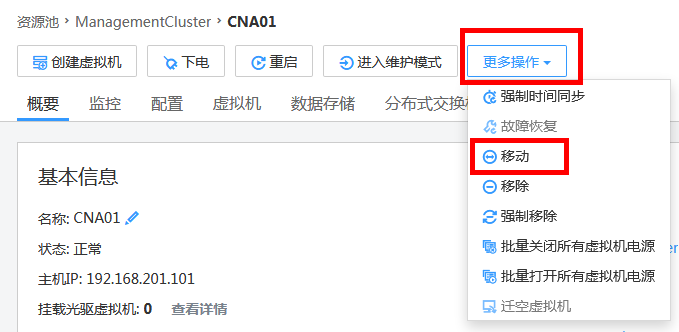 资源池 › ManagementCluster › CNA01
创建虚拟机 下电 重启 进入维护模式 更多操作
概要 监控 配置 虚拟机 数据存储 分布式交换
强制时间同步
故障恢复
移动
移除
强制移除
批量关闭所有虚拟机电源
批量打开所有虚拟机电源
迁空虚拟机
基本信息
名称: CNA01
状态: 正常
主机IP: 192.168.201.101
挂载光驱虚拟机: 0 查看详情